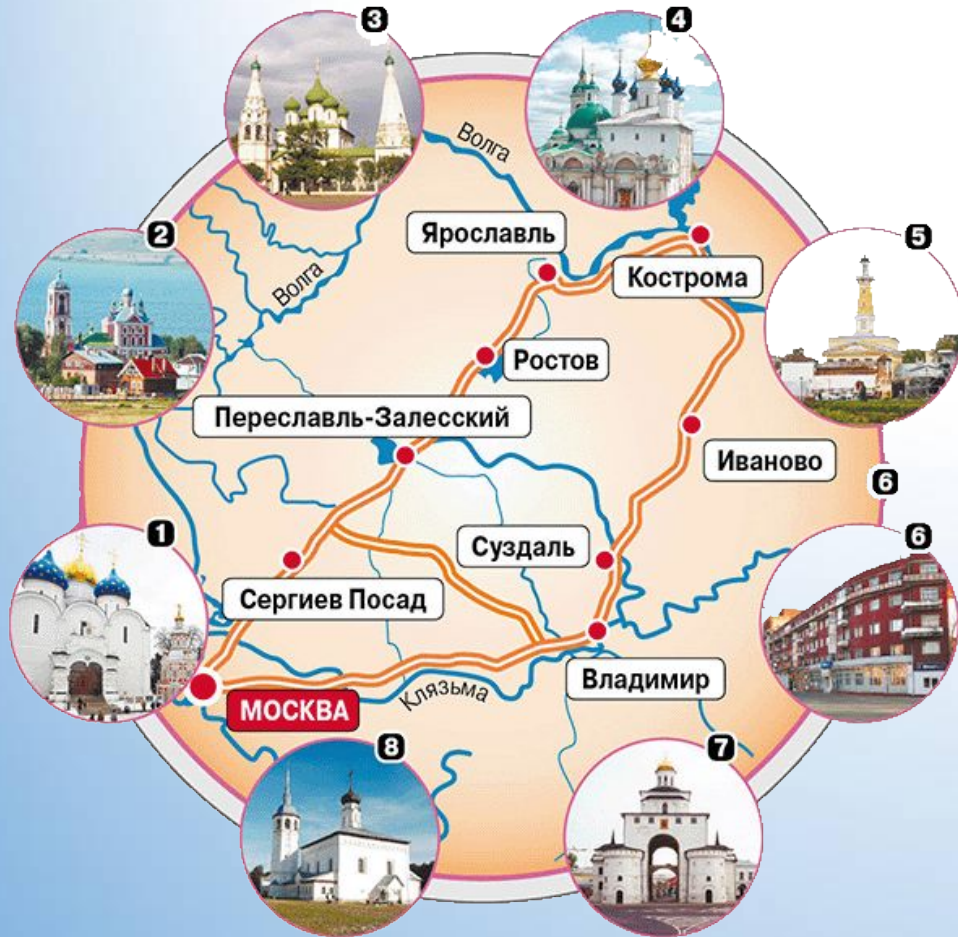 3
4
Волга
2
Ярославль
5
Волга
Кострома
Ростов
Переславль-Залесский
Иваново
6
1
Суздаль
6
Сергиев Посад
Владимир
Клязьма
МОСКВА
8
7